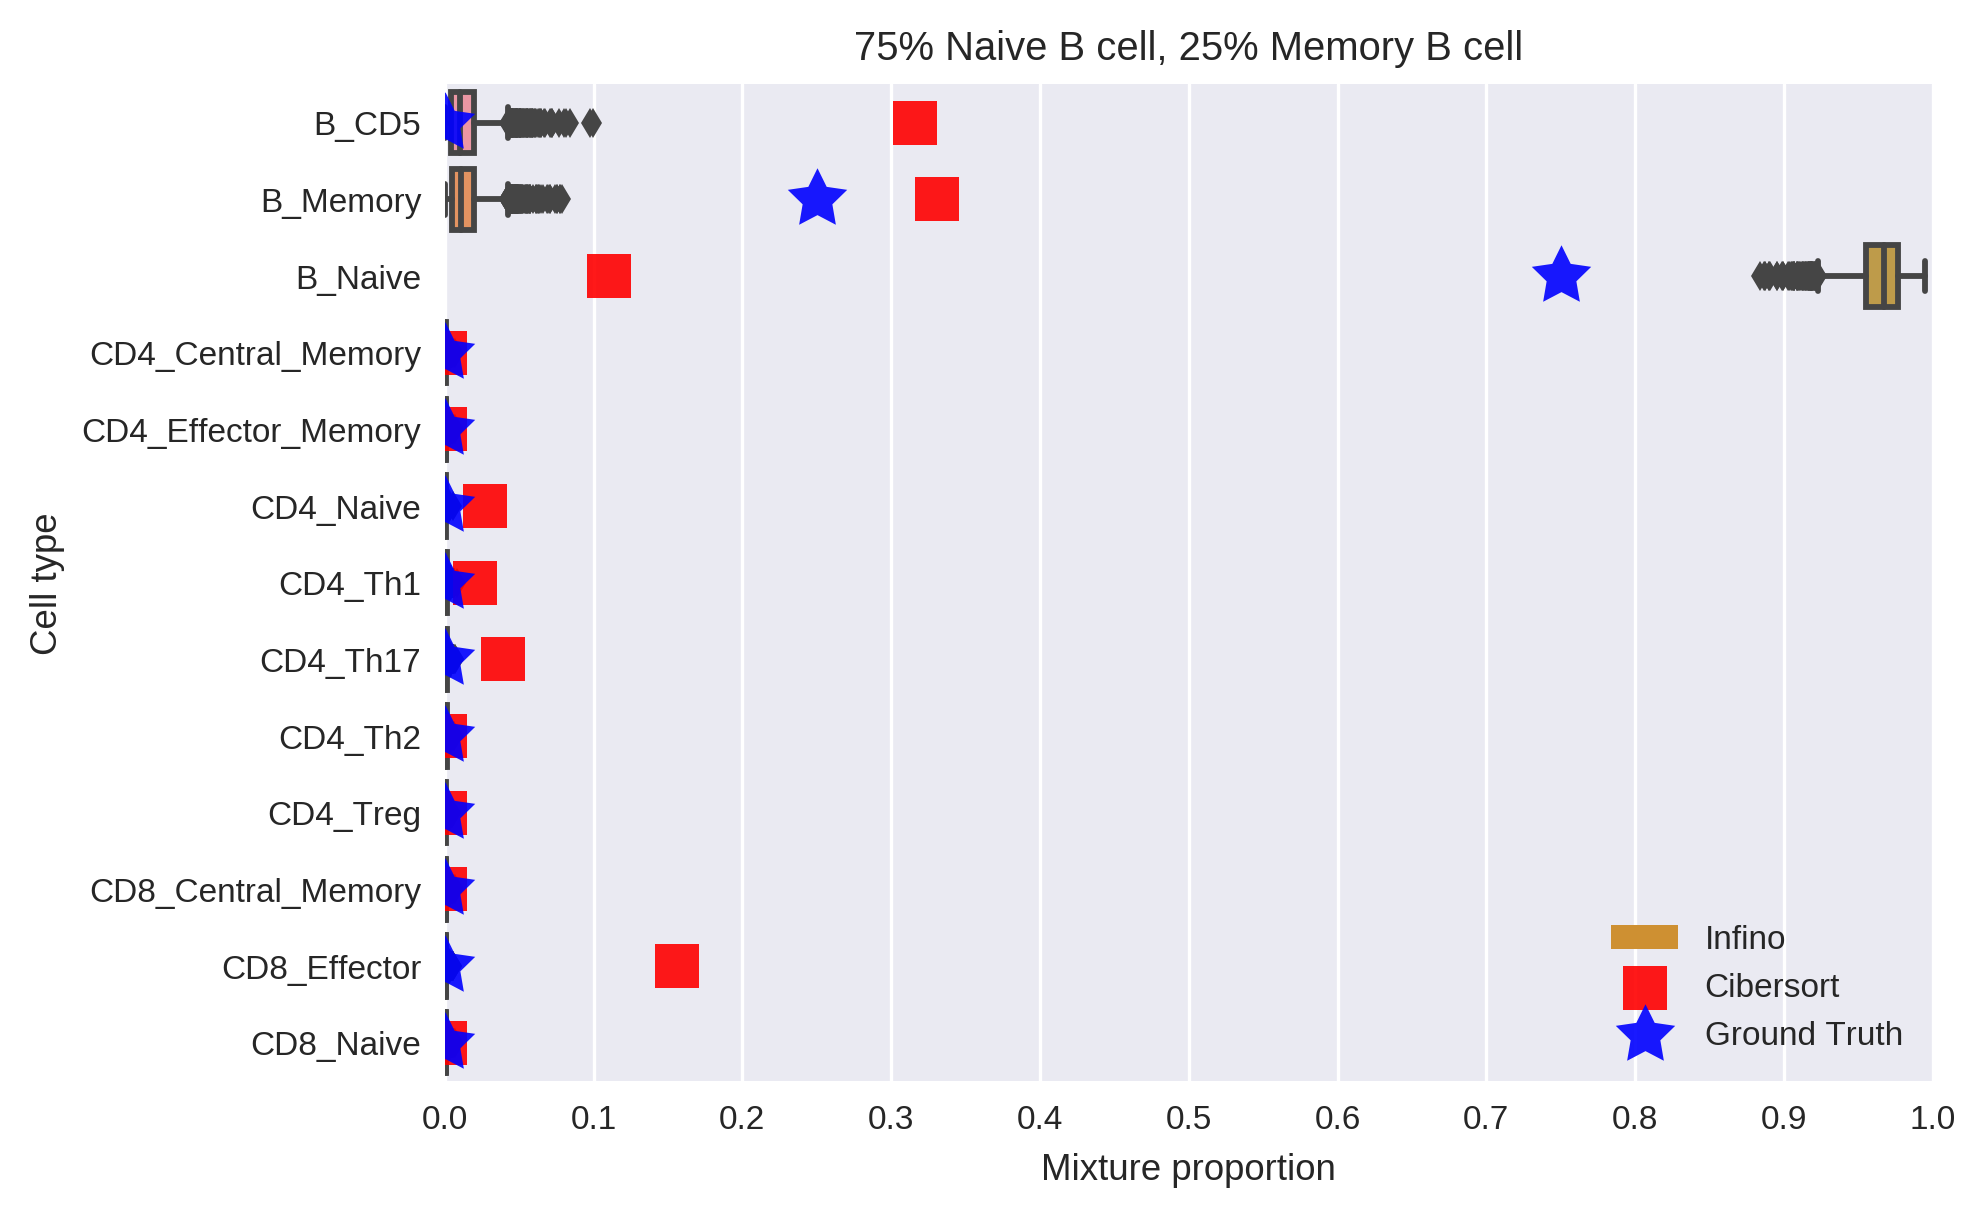 75% Naive B cell, 25% Memory B cell
B_CD5
B_Memory
B_Naive
CD4_Central_Memory
CD4_Effector_Memory
CD4_Naive
CD4_Th1
CD4_Th17
CD4_Th2
CD4_Treg
CD8_Central_Memory
CD8_Effector
CD8_Naive
Cell type
Infino
Cibersort
Ground Truth
0.0 0.1 0.2 0.3 0.4 0.5 0.6 0.7 0.8 0.9 1.0
Mixture proportion